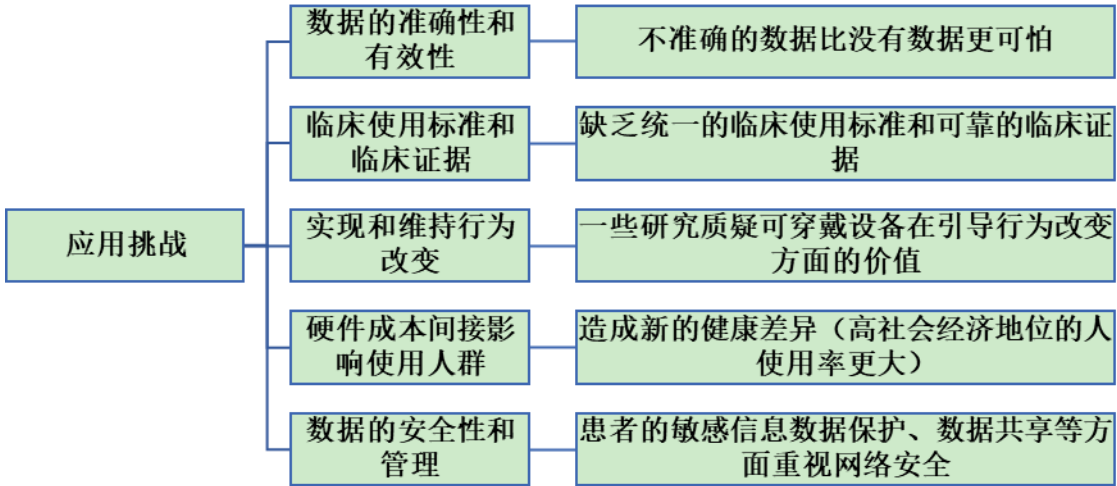 应用挑战
数据的准确性和
有效性
不准确的数据比没有数据更可怕
临床使用标准和
临床证据
缺乏统一的临床使用标准和可靠的临床证
据
实现和维持行为
改变
一些研究质疑可穿戴设备在引导行为改变
方面的价值
硬件成本间接影
响使用人群
造成新的健康差异（高社会经济地位的人
使用率更大）
数据的安全性和
管理
患者的敏感信息数据保护、数据共享等方
面重视网络安全